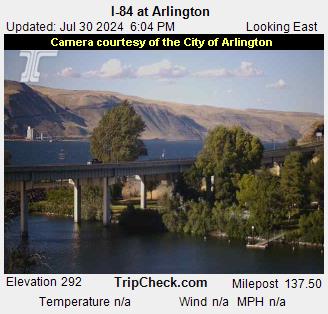 I-84 at Arlington
Updated: Jul 30 2024 6:04 PM Looking East
Camera courtesy of the City of Arlington
Elevation 292 TripCheck.com Milepost 137.50
Temperature n/a Wind n/a MPH n/a